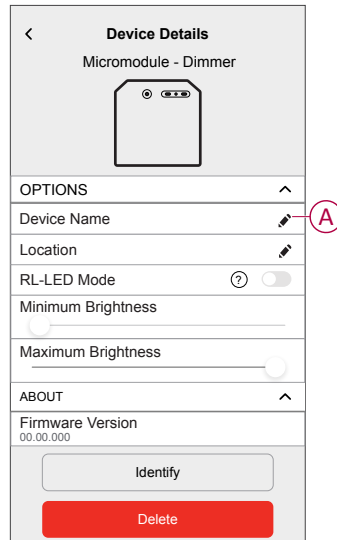 Device Details
Micromodule - Dimmer
OPTIONS
Device Name
A
Location
RL-LED Mode ?
Minimum Brightness
Maximum Brightness
ABOUT
Firmware Version
00.00.000
Identify
Delete